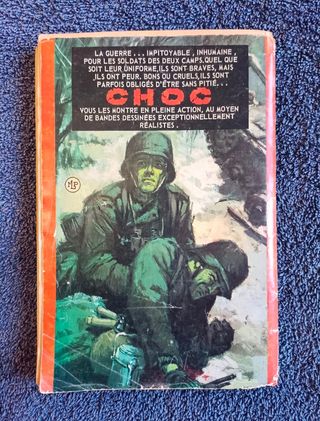 LA GUERRE... IMPITOYABLE, INHUMAINE,
POUR LES SOLDATS DES DEUX CAMPS. QUEL QUE
SOIT LEUR UNIFORME, ILS SONT BRAVES, MAIS
ILS ONT PEUR. BONS OU CRUELS, ILS SONT
PARFOIS OBLIGÉS D'ÊTRE SANS PITIÉ...
CHOC
VOUS LES MONTRE EN PLEINE ACTION, AU MOYEN
DE BANDES DESSINÉES EXCEPTIONNELLEMENT
RÉALISTES.